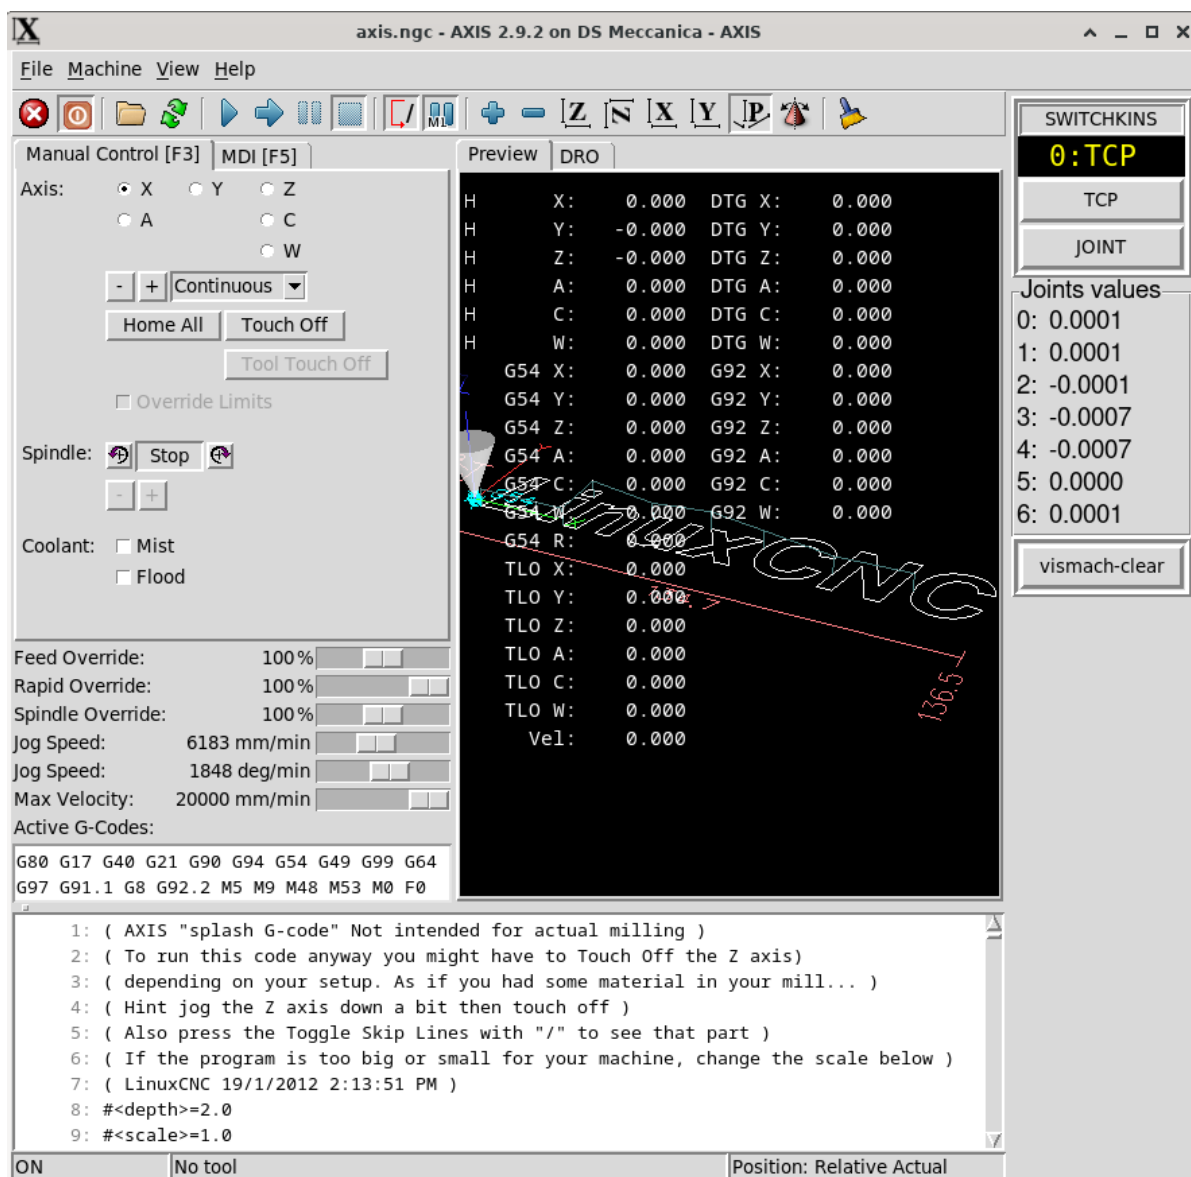 axis.ngc - AXIS 2.9.2 on DS Meccanica - AXIS
File Machine View Help
M1 Z N X Y P
Manual Control [F3] MDI [F5]
Axis: X Y Z
A C
W
- + Continuous
Home All Touch Off
Tool Touch Off
Override Limits
Spindle: Stop
- +
Coolant: Mist
Flood
Feed Override: 100 %
Rapid Override: 100 %
Spindle Override: 100 %
Jog Speed: 6183 mm/min
Jog Speed: 1848 deg/min
Max Velocity: 20000 mm/min
Active G-Codes:
G80 G17 G40 G21 G90 G94 G54 G49 G99 G64
G97 G91.1 G8 G92.2 M5 M9 M48 M53 M0 F0
Preview DRO
H X: 0.000 DTG X: 0.000
H Y: -0.000 DTG Y: 0.000
H Z: -0.000 DTG Z: 0.000
H A: 0.000 DTG A: 0.000
H C: 0.000 DTG C: 0.000
H W: 0.000 DTG W: 0.000
G54 X: 0.000 G92 X: 0.000
G54 Y: 0.000 G92 Y: 0.000
G54 Z: 0.000 G92 Z: 0.000
G54 A: 0.000 G92 A: 0.000
G54 C: 0.000 G92 C: 0.000
G54 W: 0.000 G92 W: 0.000
G54 R: 0.000
TLO X: 0.000
TLO Y: 0.000
TLO Z: 0.000
TLO A: 0.000
TLO C: 0.000
TLO W: 0.000
Vel: 0.000
LinuxCNC
136.5
SWITCHKINS
0:TCP
TCP
JOINT
Joints values
0: 0.0001
1: 0.0001
2: -0.0001
3: -0.0007
4: -0.0007
5: 0.0000
6: 0.0001
vismach-clear
1: ( AXIS "splash G-code" Not intended for actual milling )
2: ( To run this code anyway you might have to Touch Off the Z axis)
3: ( depending on your setup. As if you had some material in your mill... )
4: ( Hint jog the Z axis down a bit then touch off )
5: ( Also press the Toggle Skip Lines with "/" to see that part )
6: ( If the program is too big or small for your machine, change the scale below )
7: ( LinuxCNC 19/1/2012 2:13:51 PM )
8: #<depth>=2.0
9: #<scale>=1.0
ON No tool Position: Relative Actual